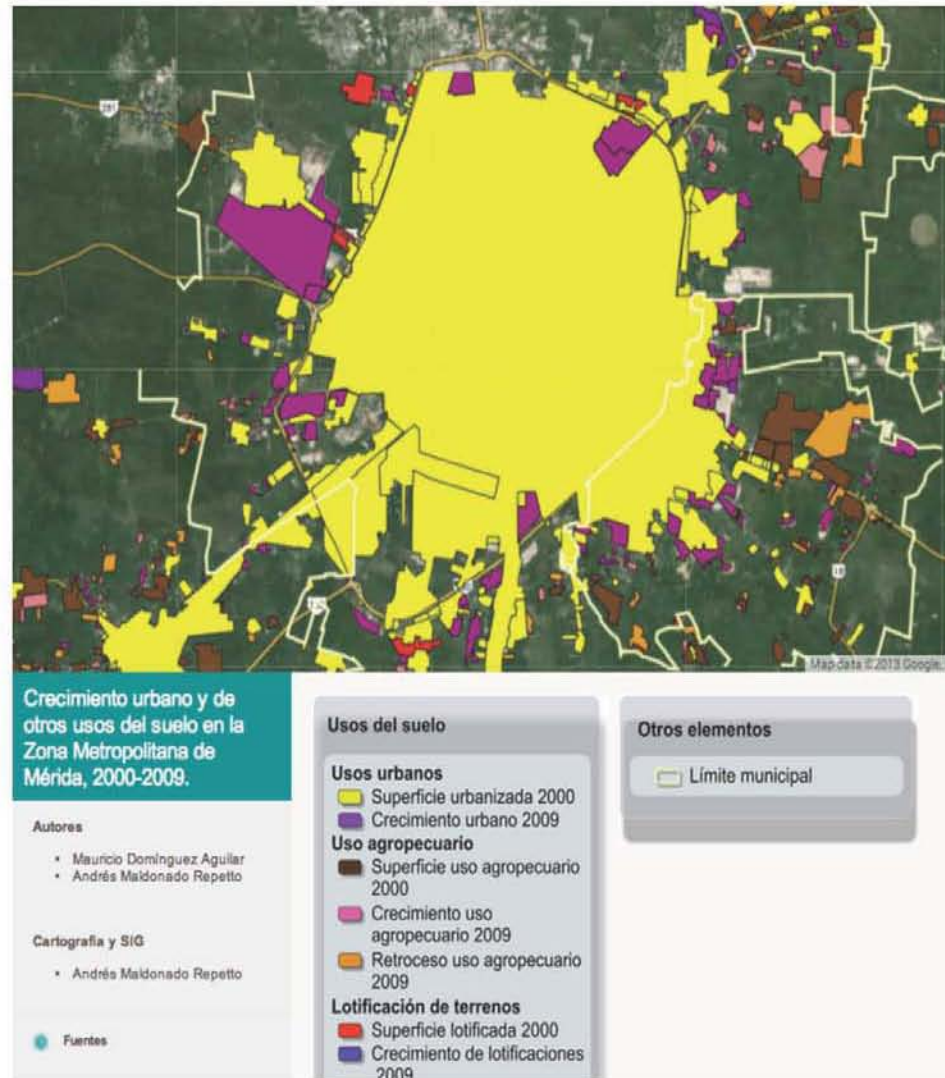 281
18
Map data ©2013 Google,
Crecimiento urbano y de
otros usos del suelo en la
Zona Metropolitana de
Mérida, 2000-2009.
Autores
• Mauricio Domínguez Aguilar
• Andrés Maldonado Repetto
Cartografía y SIG
• Andrés Maldonado Repetto
Fuentes
Usos del suelo
Usos urbanos
Superficie urbanizada 2000
Crecimiento urbano 2009
Uso agropecuario
Superficie uso agropecuario
2000
Crecimiento uso
agropecuario 2009
Retroceso uso agropecuario
2009
Lotificación de terrenos
Superficie lotificada 2000
Crecimiento de lotificaciones
2009
Otros elementos
Límite municipal